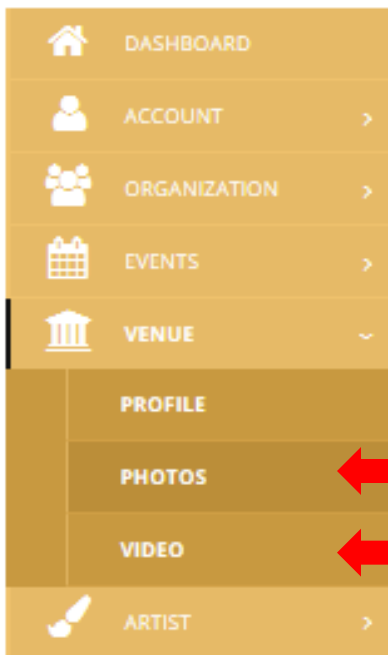 DASHBOARD
ACCOUNT
ORGANIZATION
EVENTS
VENUE
PROFILE
PHOTOS
VIDEO
ARTIST